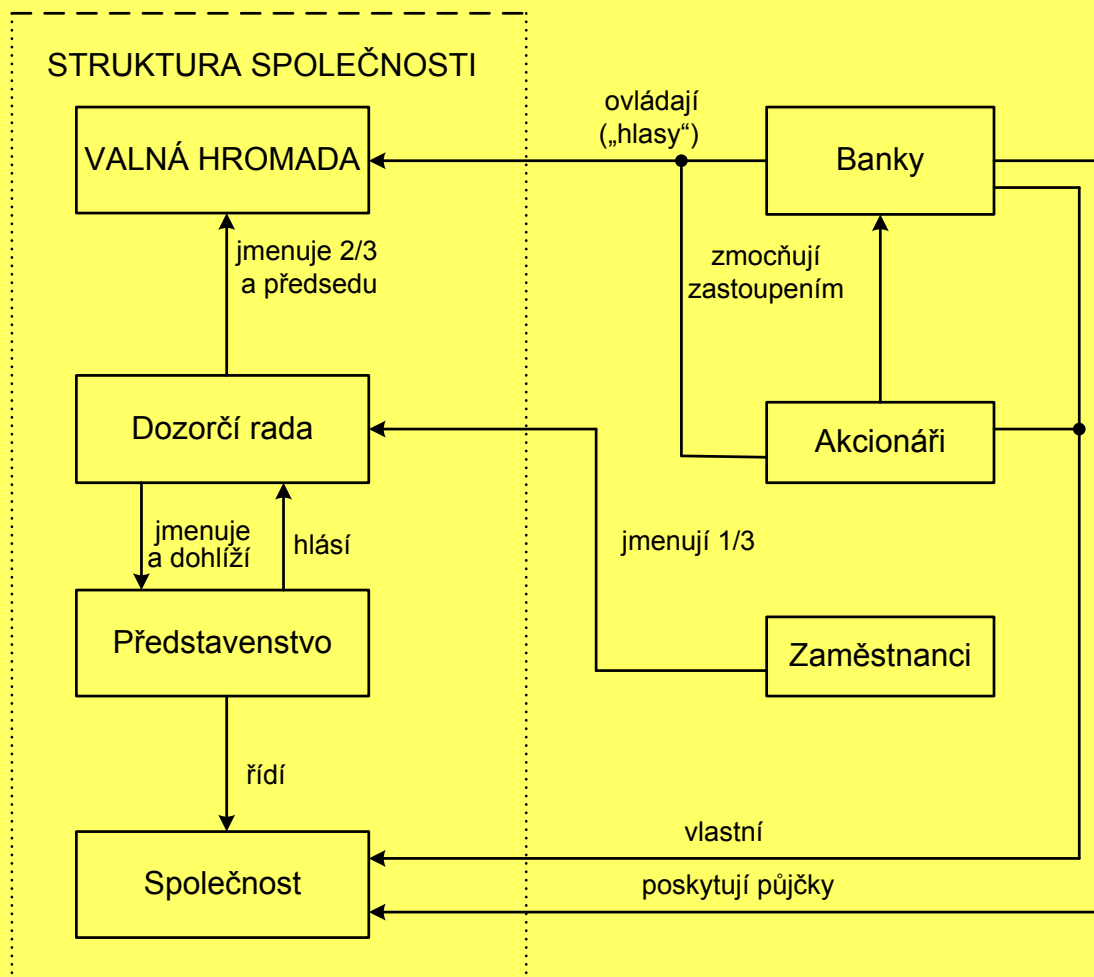 STRUKTURA SPOLEČNOSTI
VALNÁ HROMADA
ovládají
(„hlasy“)
Banky
jmenuje 2/3
a předsedu
zmocňují
zastoupením
Dozorčí rada
Akcionáři
jmenuje
a dohlíží
hlásí
jmenují 1/3
Představenstvo
Zaměstnanci
řídí
vlastní
Společnost
poskytují půjčky